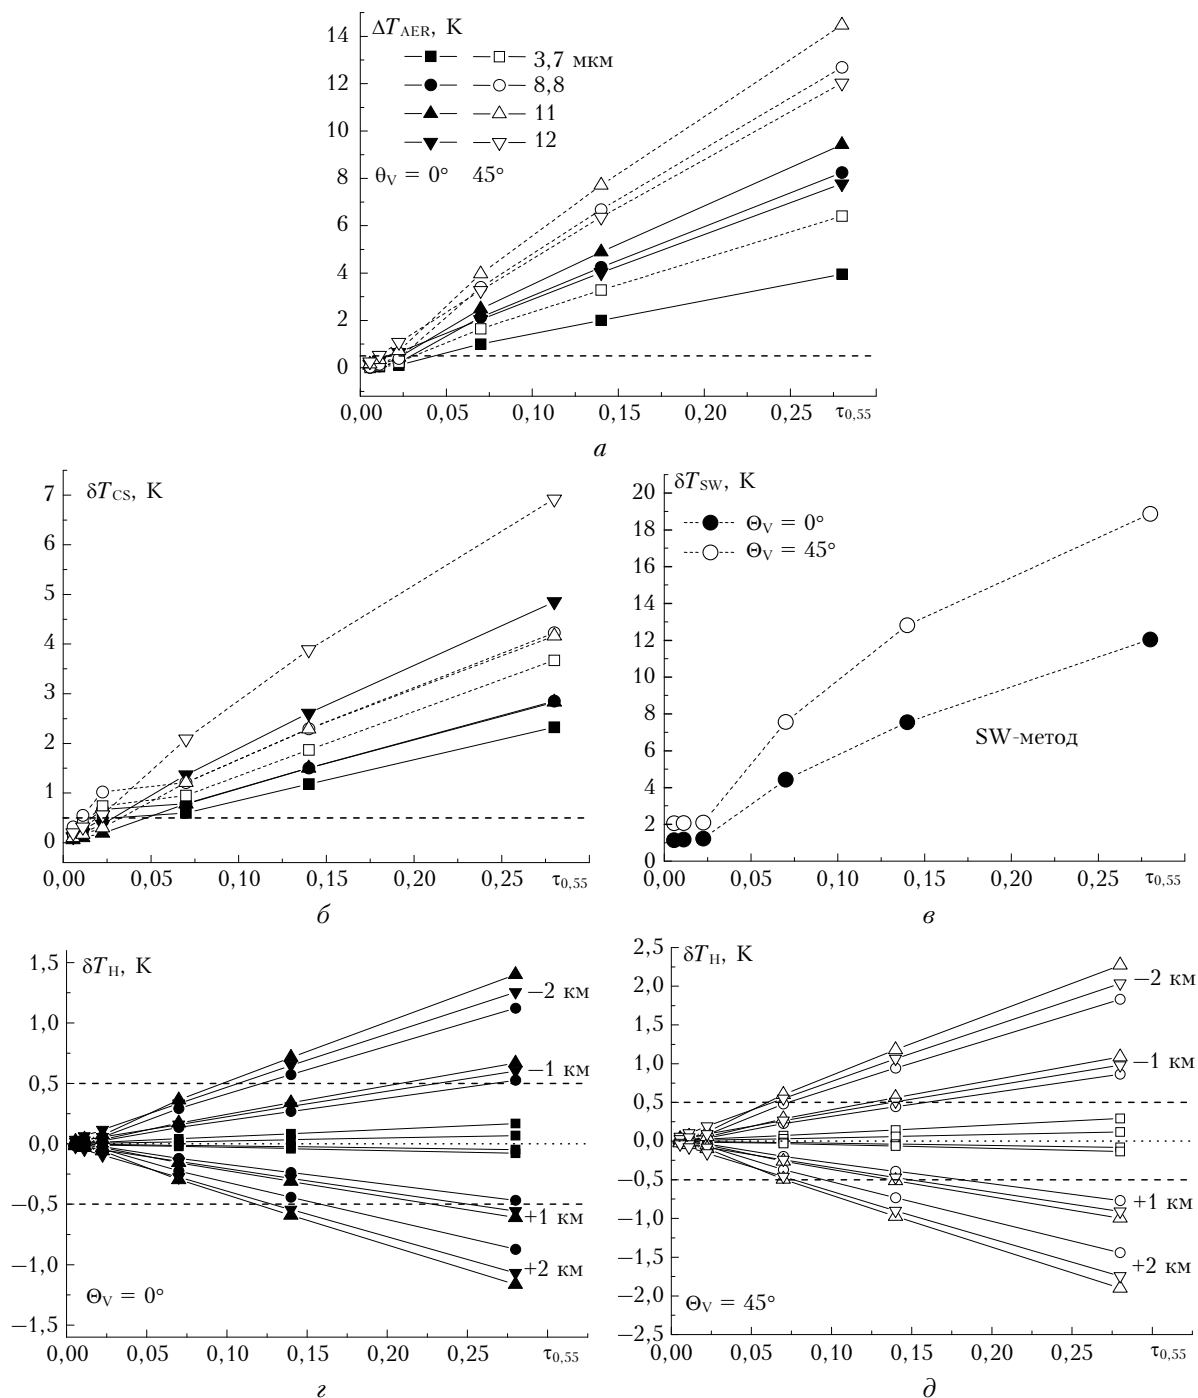 ΔT_AER, К
3,7 мкм
8,8
11
12
θ_V = 0° 45°
14
12
10
8
6
4
2
0
0,00 0,05 0,10 0,15 0,20 0,25 τ_0,55
а
δT_CS, К
7
6
5
4
3
2
1
0
0,00 0,05 0,10 0,15 0,20 0,25 τ_0,55
б
δT_SW, К
Θ_V = 0°
Θ_V = 45°
SW-метод
20
18
16
14
12
10
8
6
4
2
0
0,00 0,05 0,10 0,15 0,20 0,25 τ_0,55
в
δT_H, К
1,5
1,0
0,5
0,0
−0,5
−1,0
−1,5
−2 км
−1 км
+1 км
+2 км
Θ_V = 0°
0,00 0,05 0,10 0,15 0,20 0,25 τ_0,55
г
δT_H, К
2,5
2,0
1,5
1,0
0,5
0,0
−0,5
−1,0
−1,5
−2,0
−2,5
−2 км
−1 км
+1 км
+2 км
Θ_V = 45°
0,00 0,05 0,10 0,15 0,20 0,25 τ_0,55
д